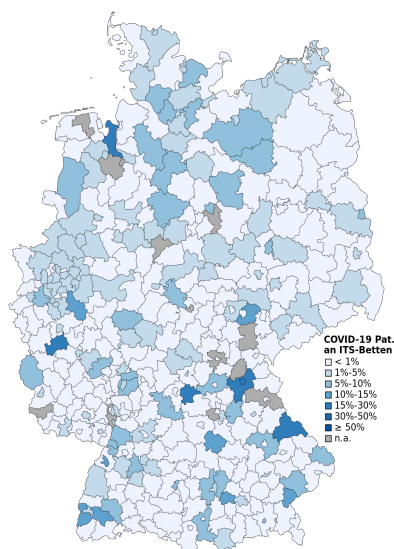 COVID-19 Pat.
an ITS-Betten
< 1%
1%-5%
5%-10%
10%-15%
15%-30%
30%-50%
≥ 50%
n.a.